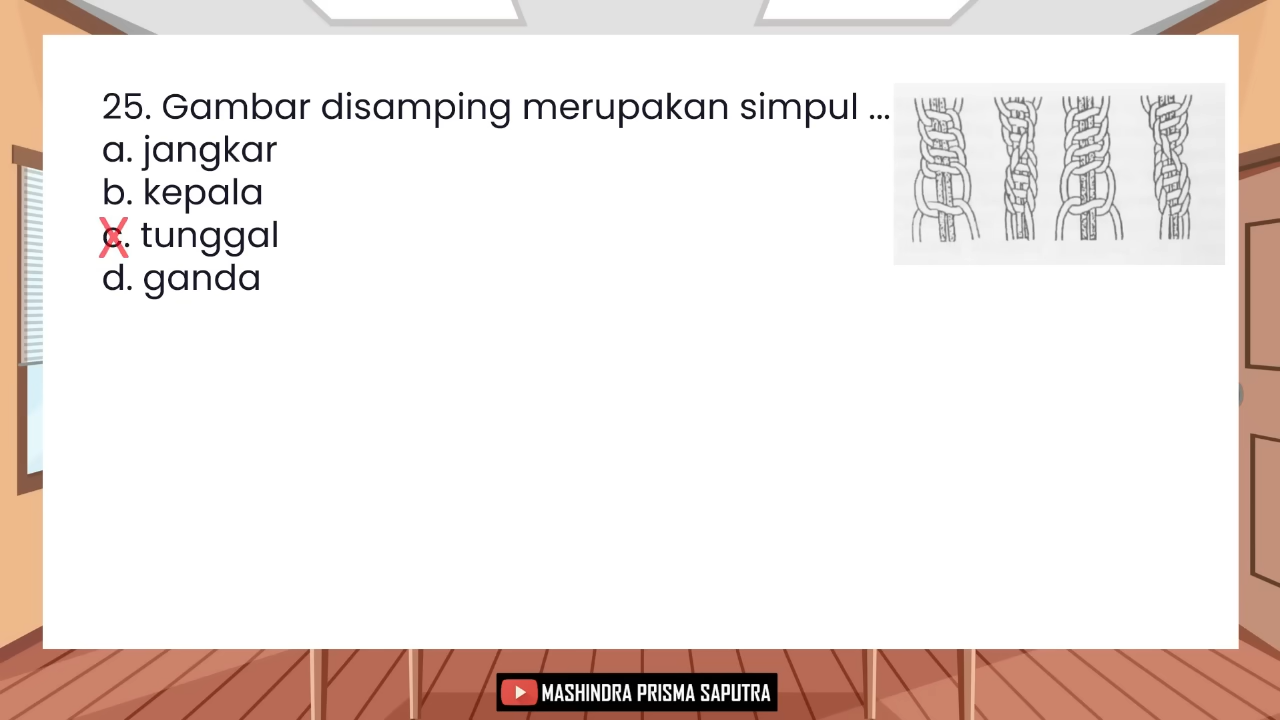 25. Gambar disamping merupakan simpul ...
a. jangkar
b. kepala
c. tunggal
d. ganda
MASHINDRA PRISMA SAPUTRA